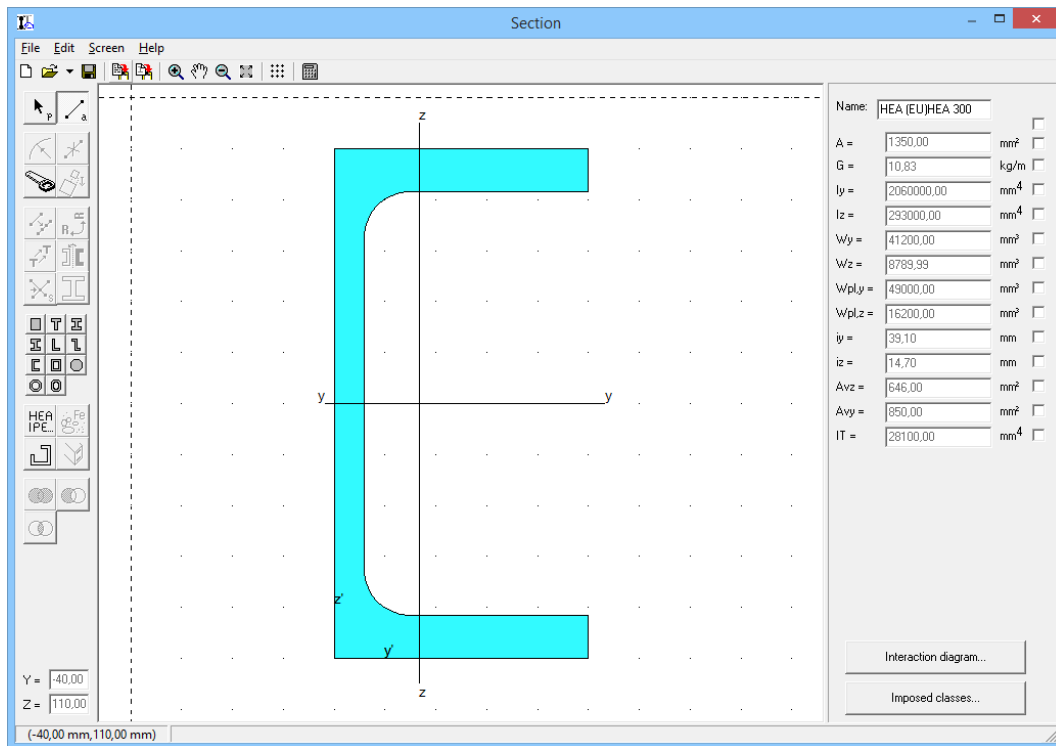 Section
File Edit Screen Help
P a
R
T T
S
HEA
IPE... Fe
Y = -40,00
Z = 110,00
z
y y
z'
y'
z
Name: HEA (EU)HEA 300
A = 1350,00 mm²
G = 10,83 kg/m
Iy = 2060000,00 mm4
Iz = 293000,00 mm4
Wy = 41200,00 mm³
Wz = 8789,99 mm³
Wpl,y = 49000,00 mm³
Wpl,z = 16200,00 mm³
iy = 39,10 mm
iz = 14,70 mm
Avz = 646,00 mm²
Avy = 850,00 mm²
IT = 28100,00 mm4
Interaction diagram...
Imposed classes...
(-40,00 mm,110,00 mm)